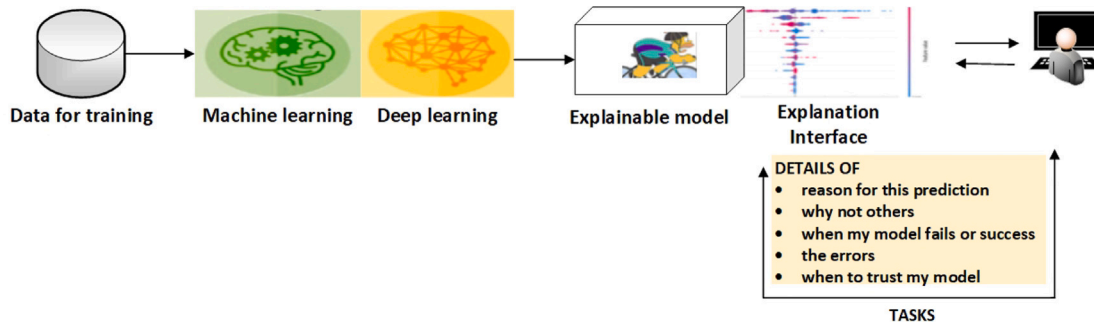 Data for training
Machine learning
Deep learning
Explainable model
Explanation
Interface
DETAILS OF
• reason for this prediction
• why not others
• when my model fails or success
• the errors
• when to trust my model
TASKS